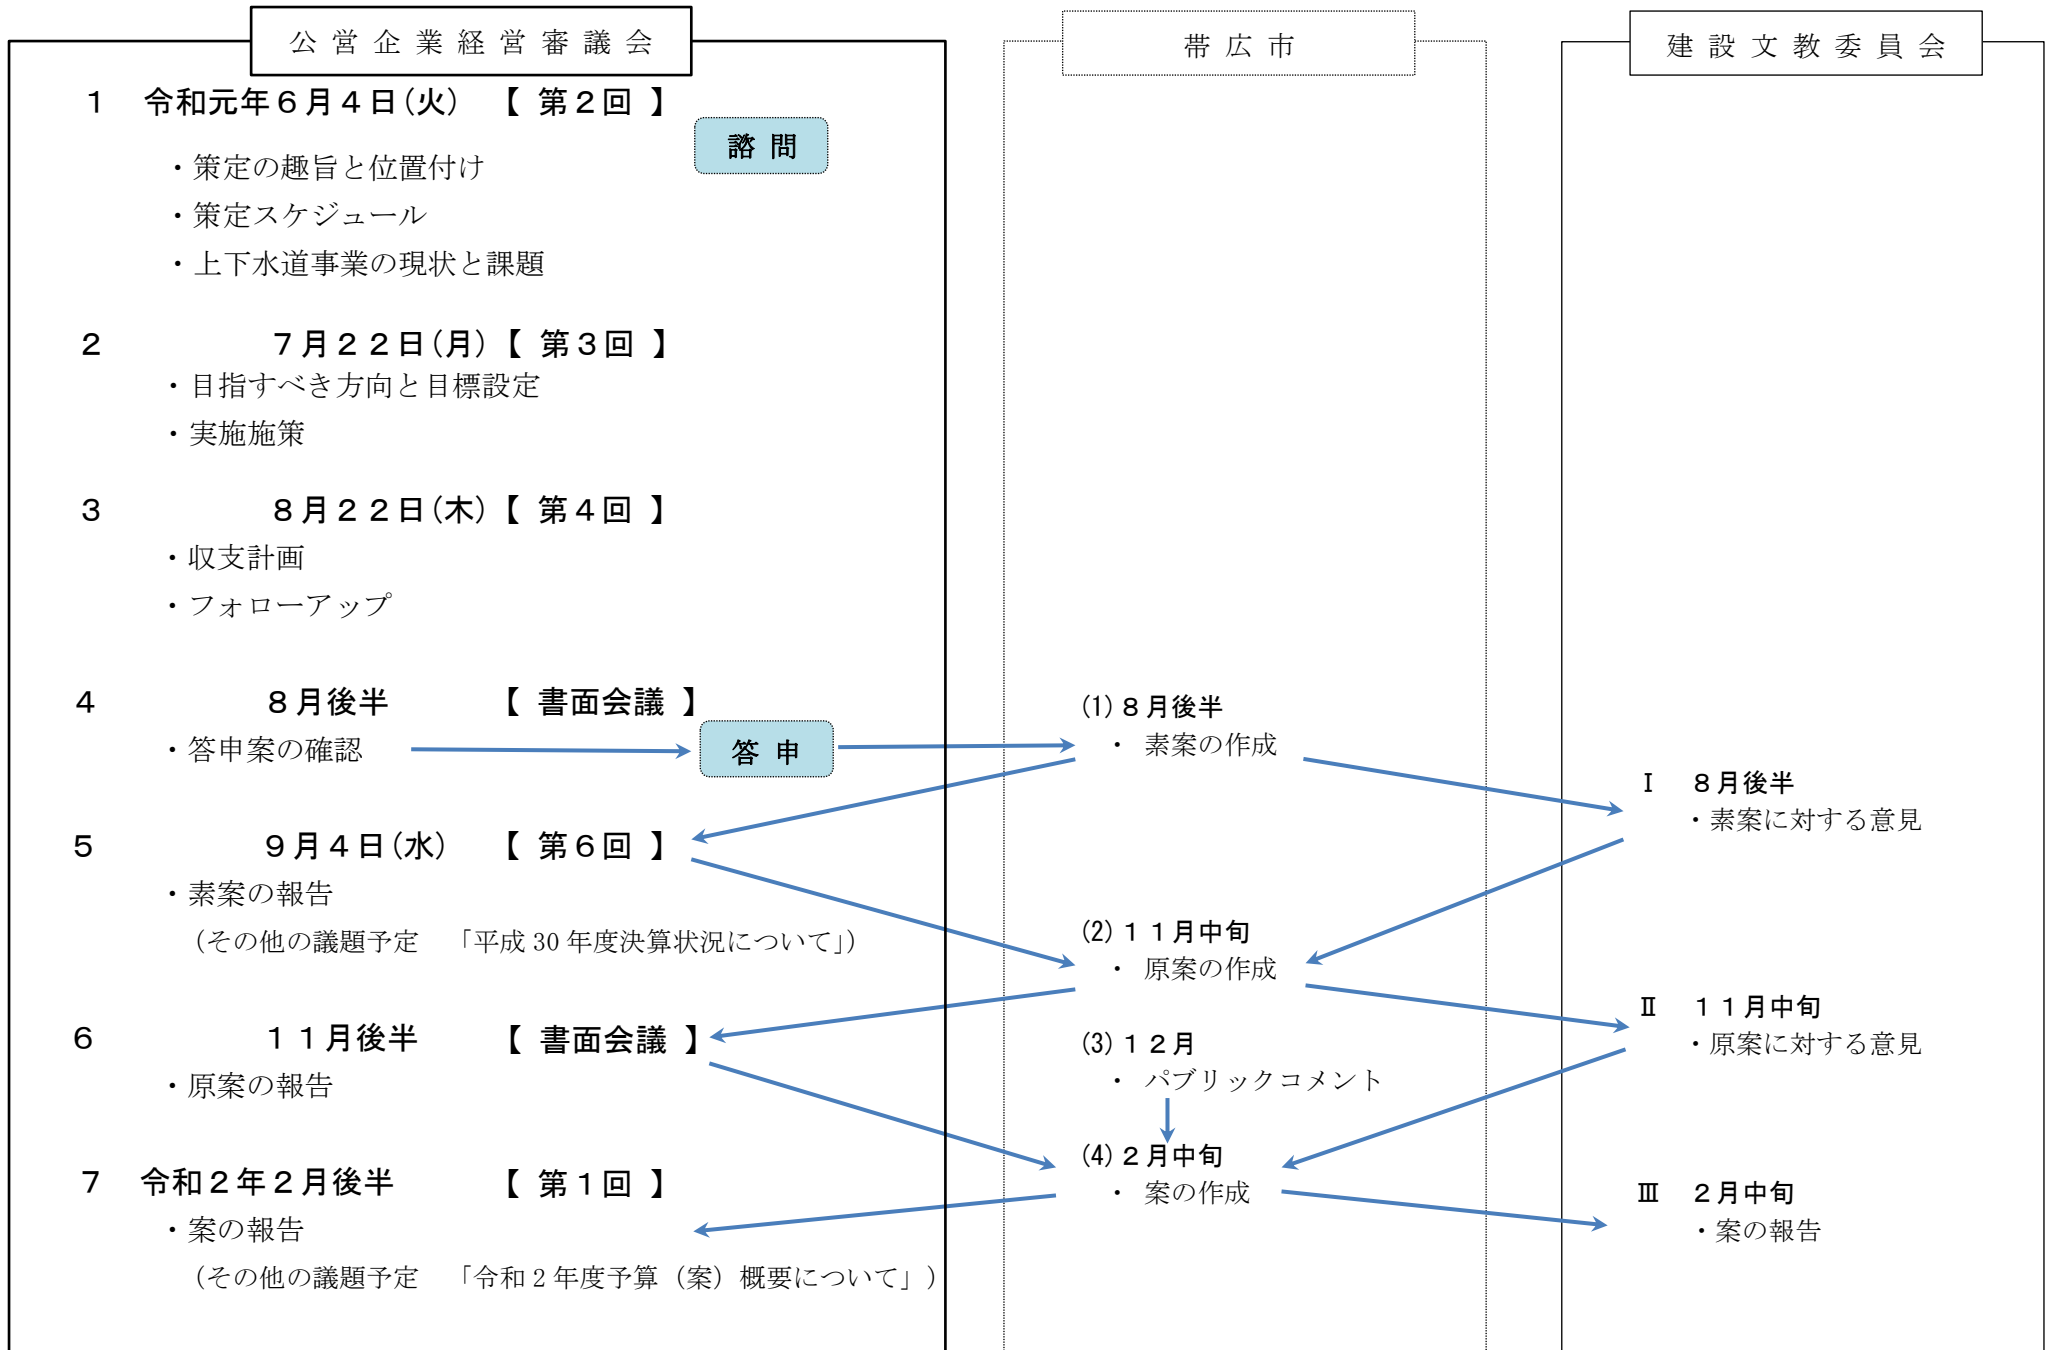 公営企業経営審議会
1 令和元年６月４日(火) 【 第２回 】
諮 問
・策定の趣旨と位置付け
・策定スケジュール
・上下水道事業の現状と課題
2 ７月２２日(月)【 第３回 】
・目指すべき方向と目標設定
・実施施策
3 ８月２２日(木)【 第４回 】
・収支計画
・フォローアップ
4 ８月後半 【 書面会議 】
・答申案の確認
答 申
5 ９月４日(水) 【 第６回 】
・素案の報告
（その他の議題予定 「平成 30 年度決算状況について」）
6 １１月後半 【 書面会議 】
・原案の報告
7 令和２年２月後半 【 第１回 】
・案の報告
（その他の議題予定 「令和 2 年度予算（案）概要について」）
帯広市
(1) ８月後半
・ 素案の作成
(2) １１月中旬
・ 原案の作成
(3) １２月
・ パブリックコメント
(4) ２月中旬
・ 案の作成
建設文教委員会
Ⅰ ８月後半
・素案に対する意見
Ⅱ １１月中旬
・原案に対する意見
Ⅲ ２月中旬
・案の報告